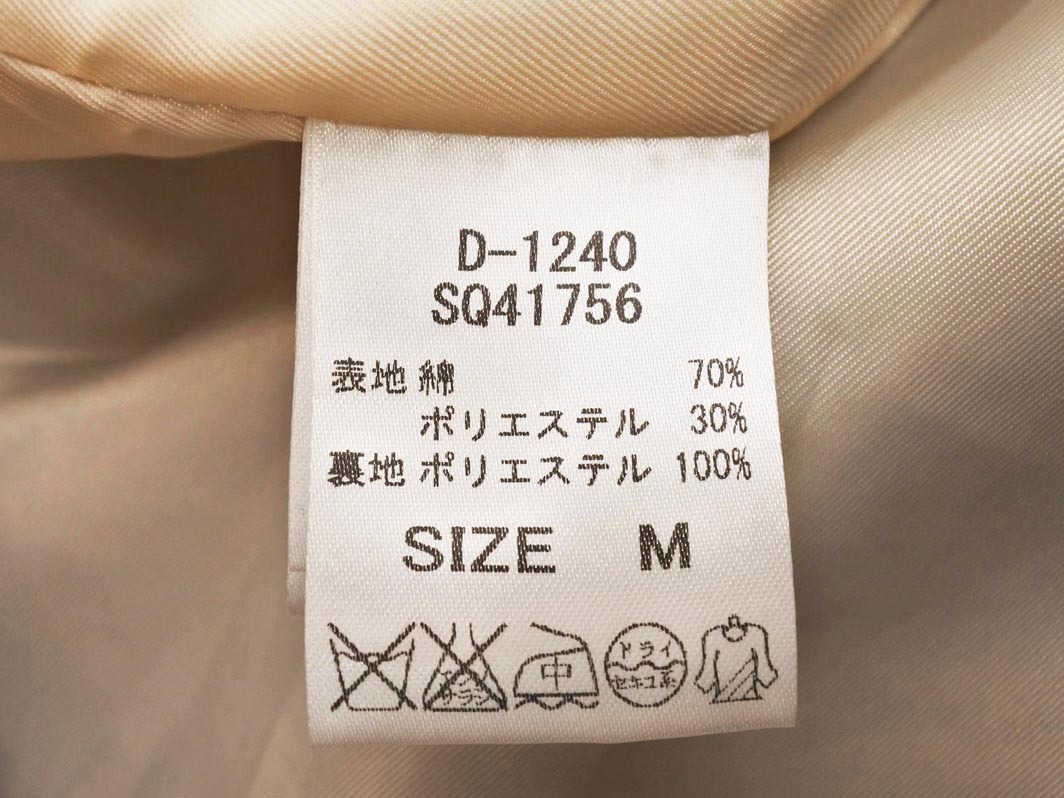 D-1240
SQ41756
表地 綿 70%
ポリエステル 30%
裏地 ポリエステル 100%
SIZE M
中
ドライ
セキユ系